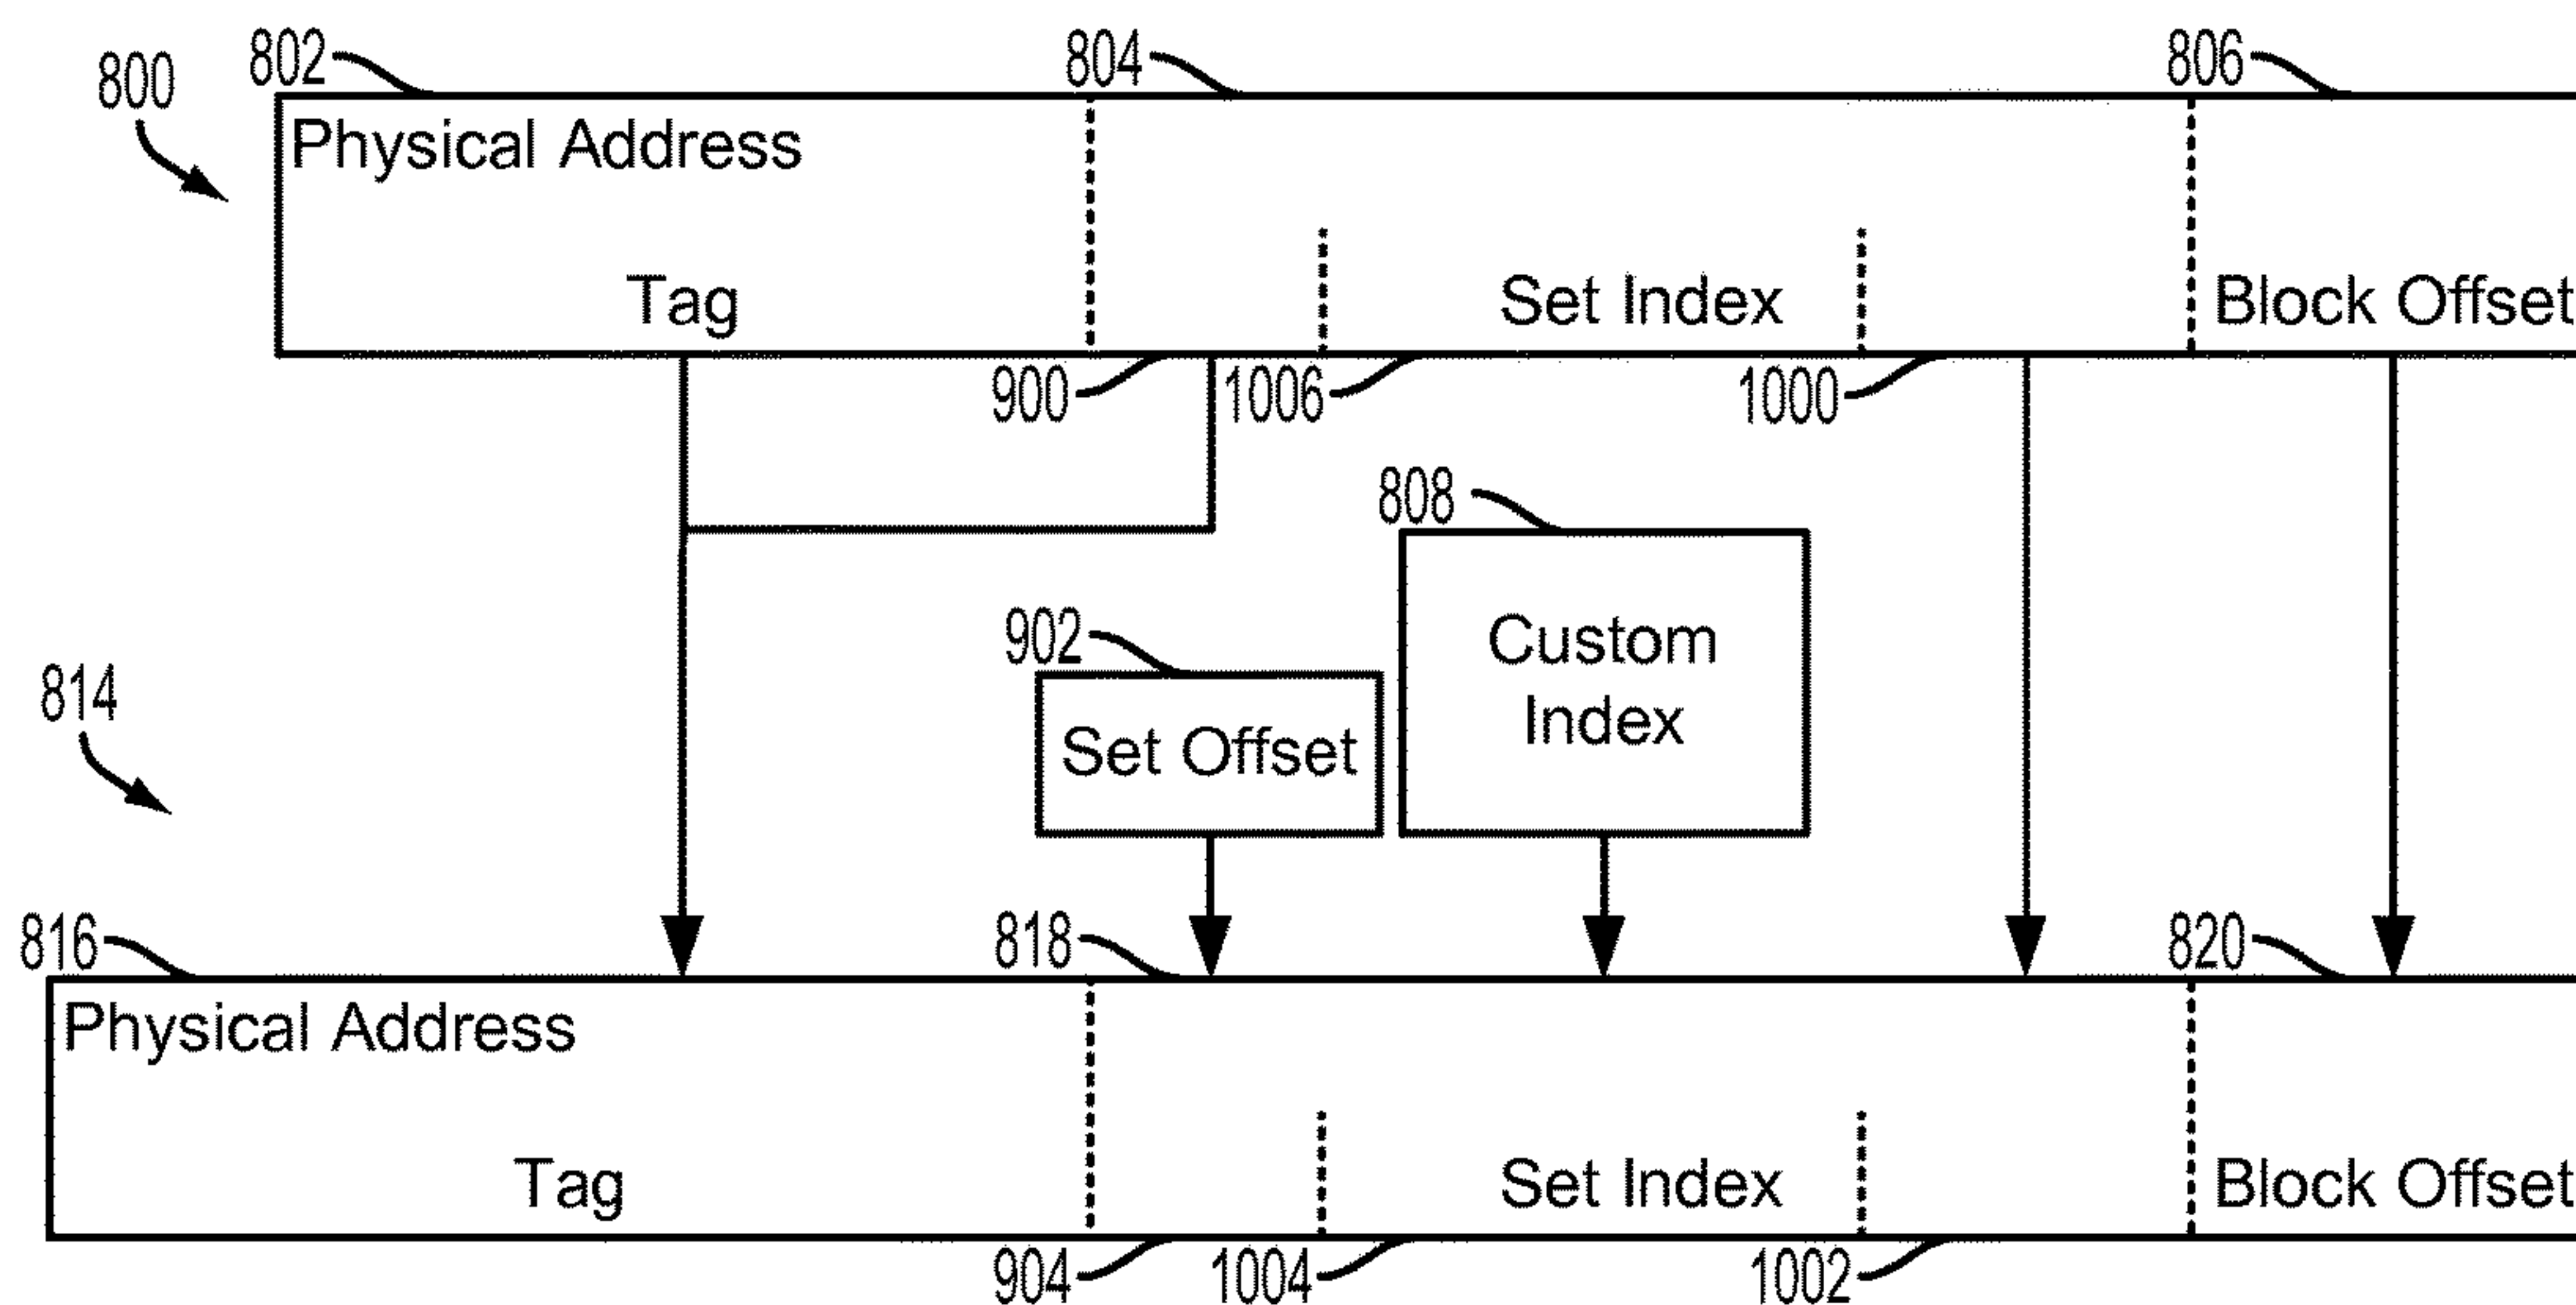 802
804
806
800
Physical Address
Tag
Set Index
Block Offset
900
1006
1000
808
Custom
Index
902
Set Offset
814
816
818
820
Physical Address
Tag
Set Index
Block Offset
904
1004
1002